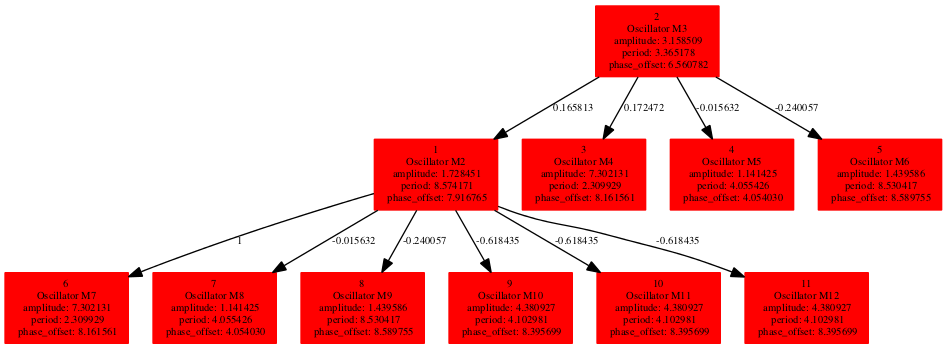 2
Oscillator M3
amplitude: 3.158509
period: 3.365178
phase_offset: 6.560782
0.165813
0.172472
-0.015632
-0.240057
1
Oscillator M2
amplitude: 1.728451
period: 8.574171
phase_offset: 7.916765
3
Oscillator M4
amplitude: 7.302131
period: 2.309929
phase_offset: 8.161561
4
Oscillator M5
amplitude: 1.141425
period: 4.055426
phase_offset: 4.054030
5
Oscillator M6
amplitude: 1.439586
period: 8.530417
phase_offset: 8.589755
1
-0.015632
-0.240057
-0.618435
-0.618435
-0.618435
6
Oscillator M7
amplitude: 7.302131
period: 2.309929
phase_offset: 8.161561
7
Oscillator M8
amplitude: 1.141425
period: 4.055426
phase_offset: 4.054030
8
Oscillator M9
amplitude: 1.439586
period: 8.530417
phase_offset: 8.589755
9
Oscillator M10
amplitude: 4.380927
period: 4.102981
phase_offset: 8.395699
10
Oscillator M11
amplitude: 4.380927
period: 4.102981
phase_offset: 8.395699
11
Oscillator M12
amplitude: 4.380927
period: 4.102981
phase_offset: 8.395699